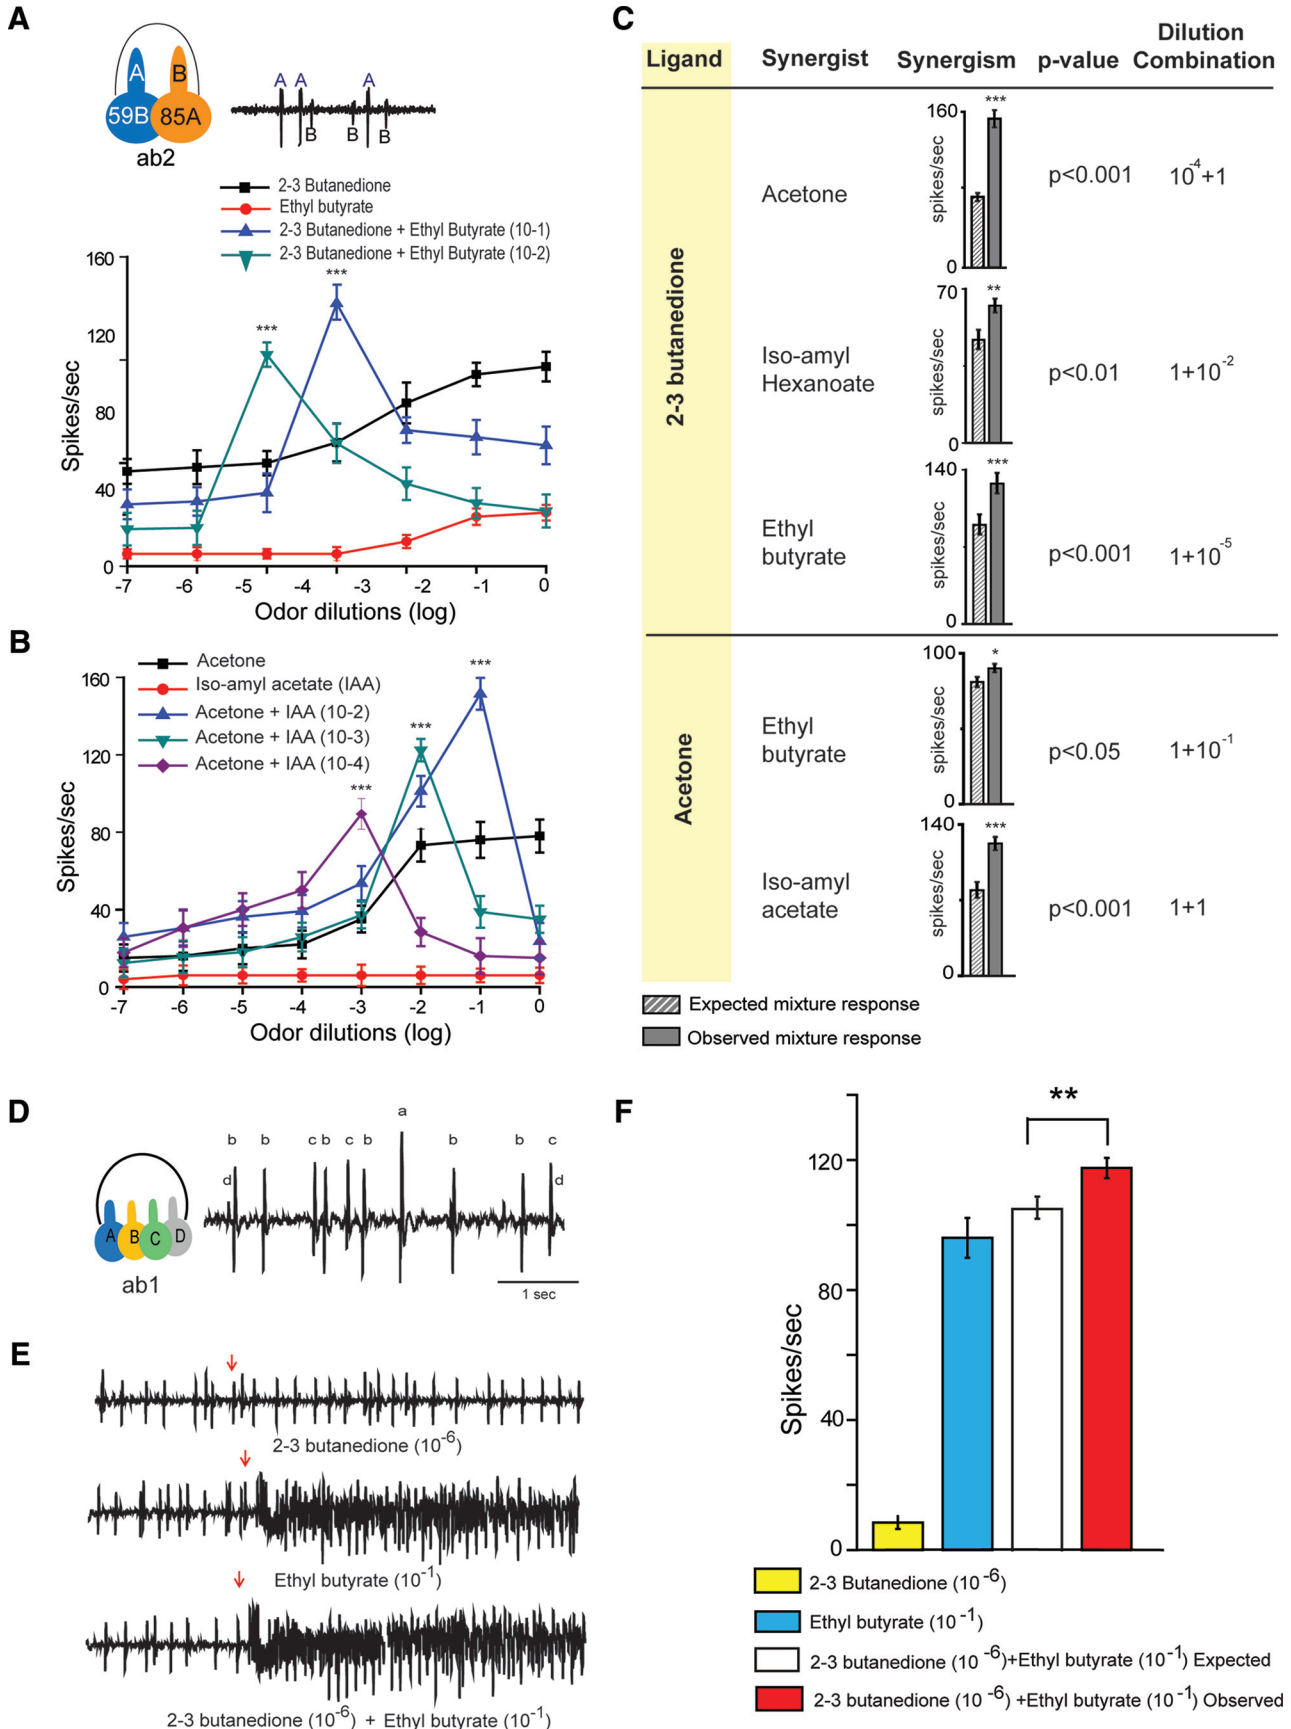 A
A
B
59B
85A
ab2
A A A
B B B
2-3 Butanedione
Ethyl butyrate
2-3 Butanedione + Ethyl Butyrate (10-1)
2-3 Butanedione + Ethyl Butyrate (10-2)
160
120
80
40
0
Spikes/sec
***
***
-7 -6 -5 -4 -3 -2 -1 0
Odor dilutions (log)
B
Acetone
Iso-amyl acetate (IAA)
Acetone + IAA (10-2)
Acetone + IAA (10-3)
Acetone + IAA (10-4)
160
120
80
40
0
Spikes/sec
***
***
***
-7 -6 -5 -4 -3 -2 -1 0
Odor dilutions (log)
C
Ligand Synergist Synergism p-value Dilution Combination
2-3 butanedione
Acetone
160
0
spikes/sec
***
p<0.001
10-4+1
Iso-amyl
Hexanoate
70
0
spikes/sec
**
p<0.01
1+10-2
Ethyl
butyrate
140
0
spikes/sec
***
p<0.001
1+10-5
Acetone
Ethyl
butyrate
100
0
spikes/sec
*
p<0.05
1+10-1
Iso-amyl
acetate
140
0
spikes/sec
***
p<0.001
1+1
Expected mixture response
Observed mixture response
D
A B C D
ab1
a
b b c b c b b b c
d d
1 sec
E
2-3 butanedione (10-6)
Ethyl butyrate (10-1)
2-3 butanedione (10-6) + Ethyl butyrate (10-1)
F
**
120
80
40
0
Spikes/sec
2-3 Butanedione (10-6)
Ethyl butyrate (10-1)
2-3 butanedione (10-6)+Ethyl butyrate (10-1) Expected
2-3 butanedione (10-6) +Ethyl butyrate (10-1) Observed